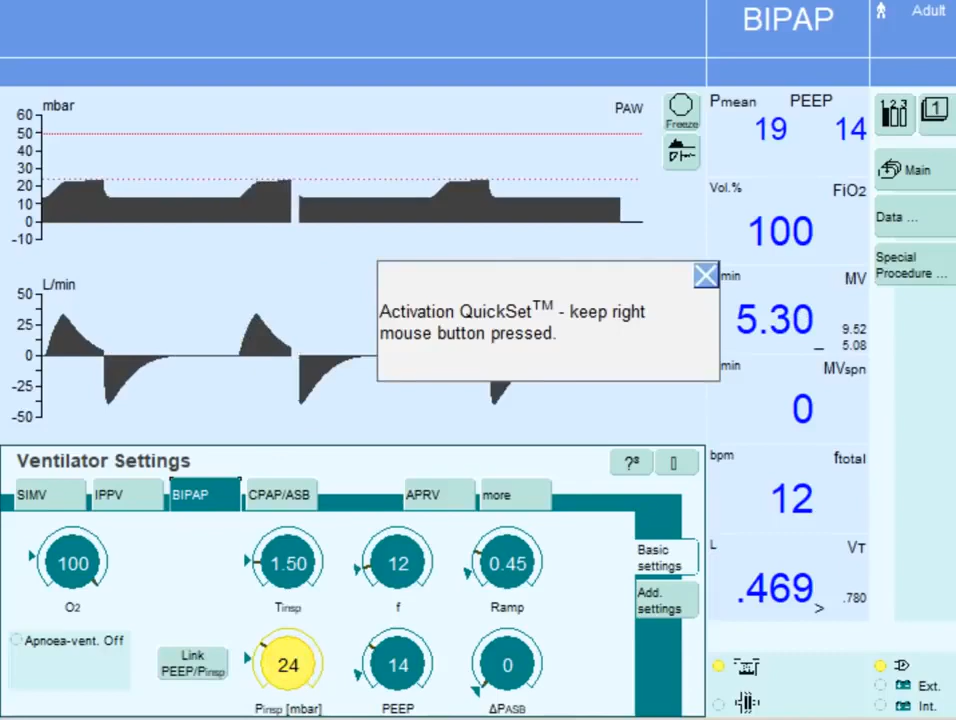 BIPAP
Adult
mbar
PAW
60
50
40
30
20
10
0
-10
Freeze
Pmean
PEEP
19
14
1 2 3
1
Main
Vol.%
FiO2
100
Data ...
Special
Procedure ...
L/min
50
25
0
-25
-50
Activation QuickSet™ - keep right
mouse button pressed.
min
MV
5.30
9.52
5.08
min
MVspn
0
bpm
ftotal
12
L
VT
.469
>
.780
Ventilator Settings
?
SIMV
IPPV
BIPAP
CPAP/ASB
APRV
more
100
1.50
12
0.45
O2
Tinsp
f
Ramp
Basic
settings
Add.
settings
Apnoea-vent. Off
Link
PEEP/Pinsp
24
14
0
Pinsp [mbar]
PEEP
ΔPASB
Ext.
Int.